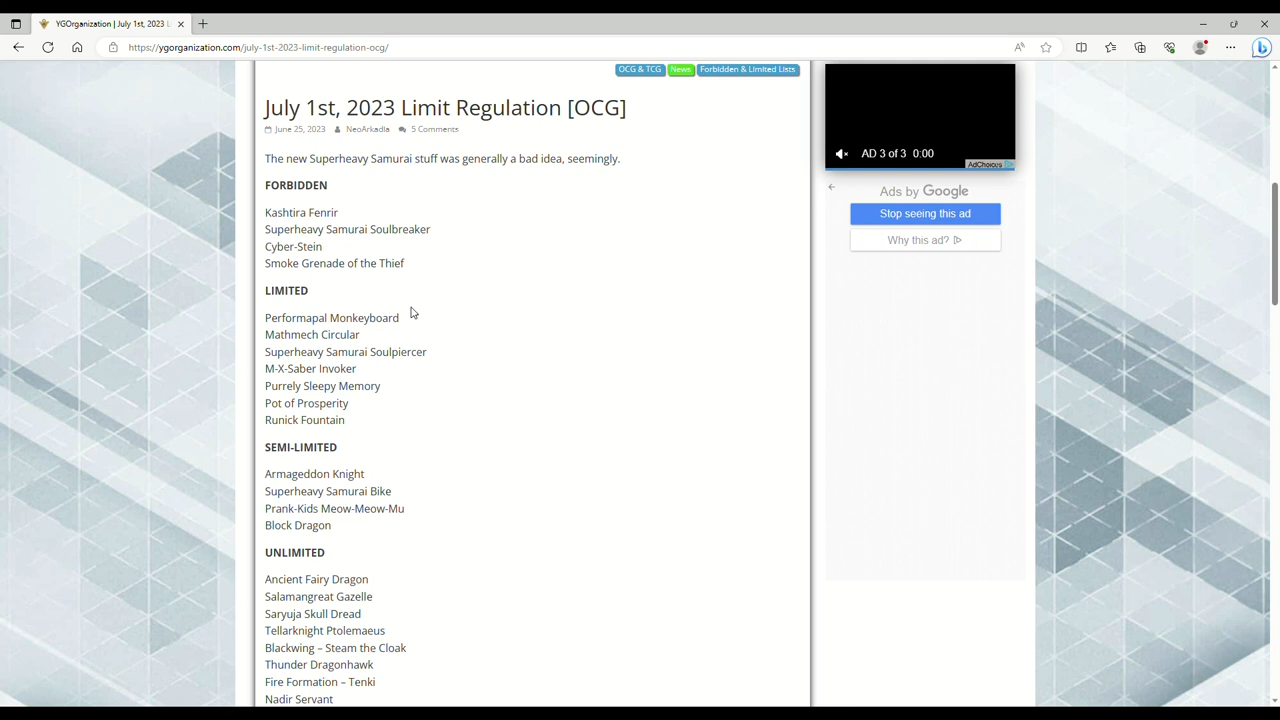 YGOrganization | July 1st, 2023 L
https://ygorganization.com/july-1st-2023-limit-regulation-ocg/
OCG & TCG News Forbidden & Limited Lists
July 1st, 2023 Limit Regulation [OCG]
June 25, 2023 NeoArkadia 5 Comments
The new Superheavy Samurai stuff was generally a bad idea, seemingly.
FORBIDDEN
Kashtira Fenrir
Superheavy Samurai Soulbreaker
Cyber-Stein
Smoke Grenade of the Thief
LIMITED
Performapal Monkeyboard
Mathmech Circular
Superheavy Samurai Soulpiercer
M-X-Saber Invoker
Purrely Sleepy Memory
Pot of Prosperity
Runick Fountain
SEMI-LIMITED
Armageddon Knight
Superheavy Samurai Bike
Prank-Kids Meow-Meow-Mu
Block Dragon
UNLIMITED
Ancient Fairy Dragon
Salamangreat Gazelle
Saryuja Skull Dread
Tellarknight Ptolemaeus
Blackwing – Steam the Cloak
Thunder Dragonhawk
Fire Formation – Tenki
Nadir Servant
AD 3 of 3 0:00
AdChoices
Ads by Google
Stop seeing this ad
Why this ad?